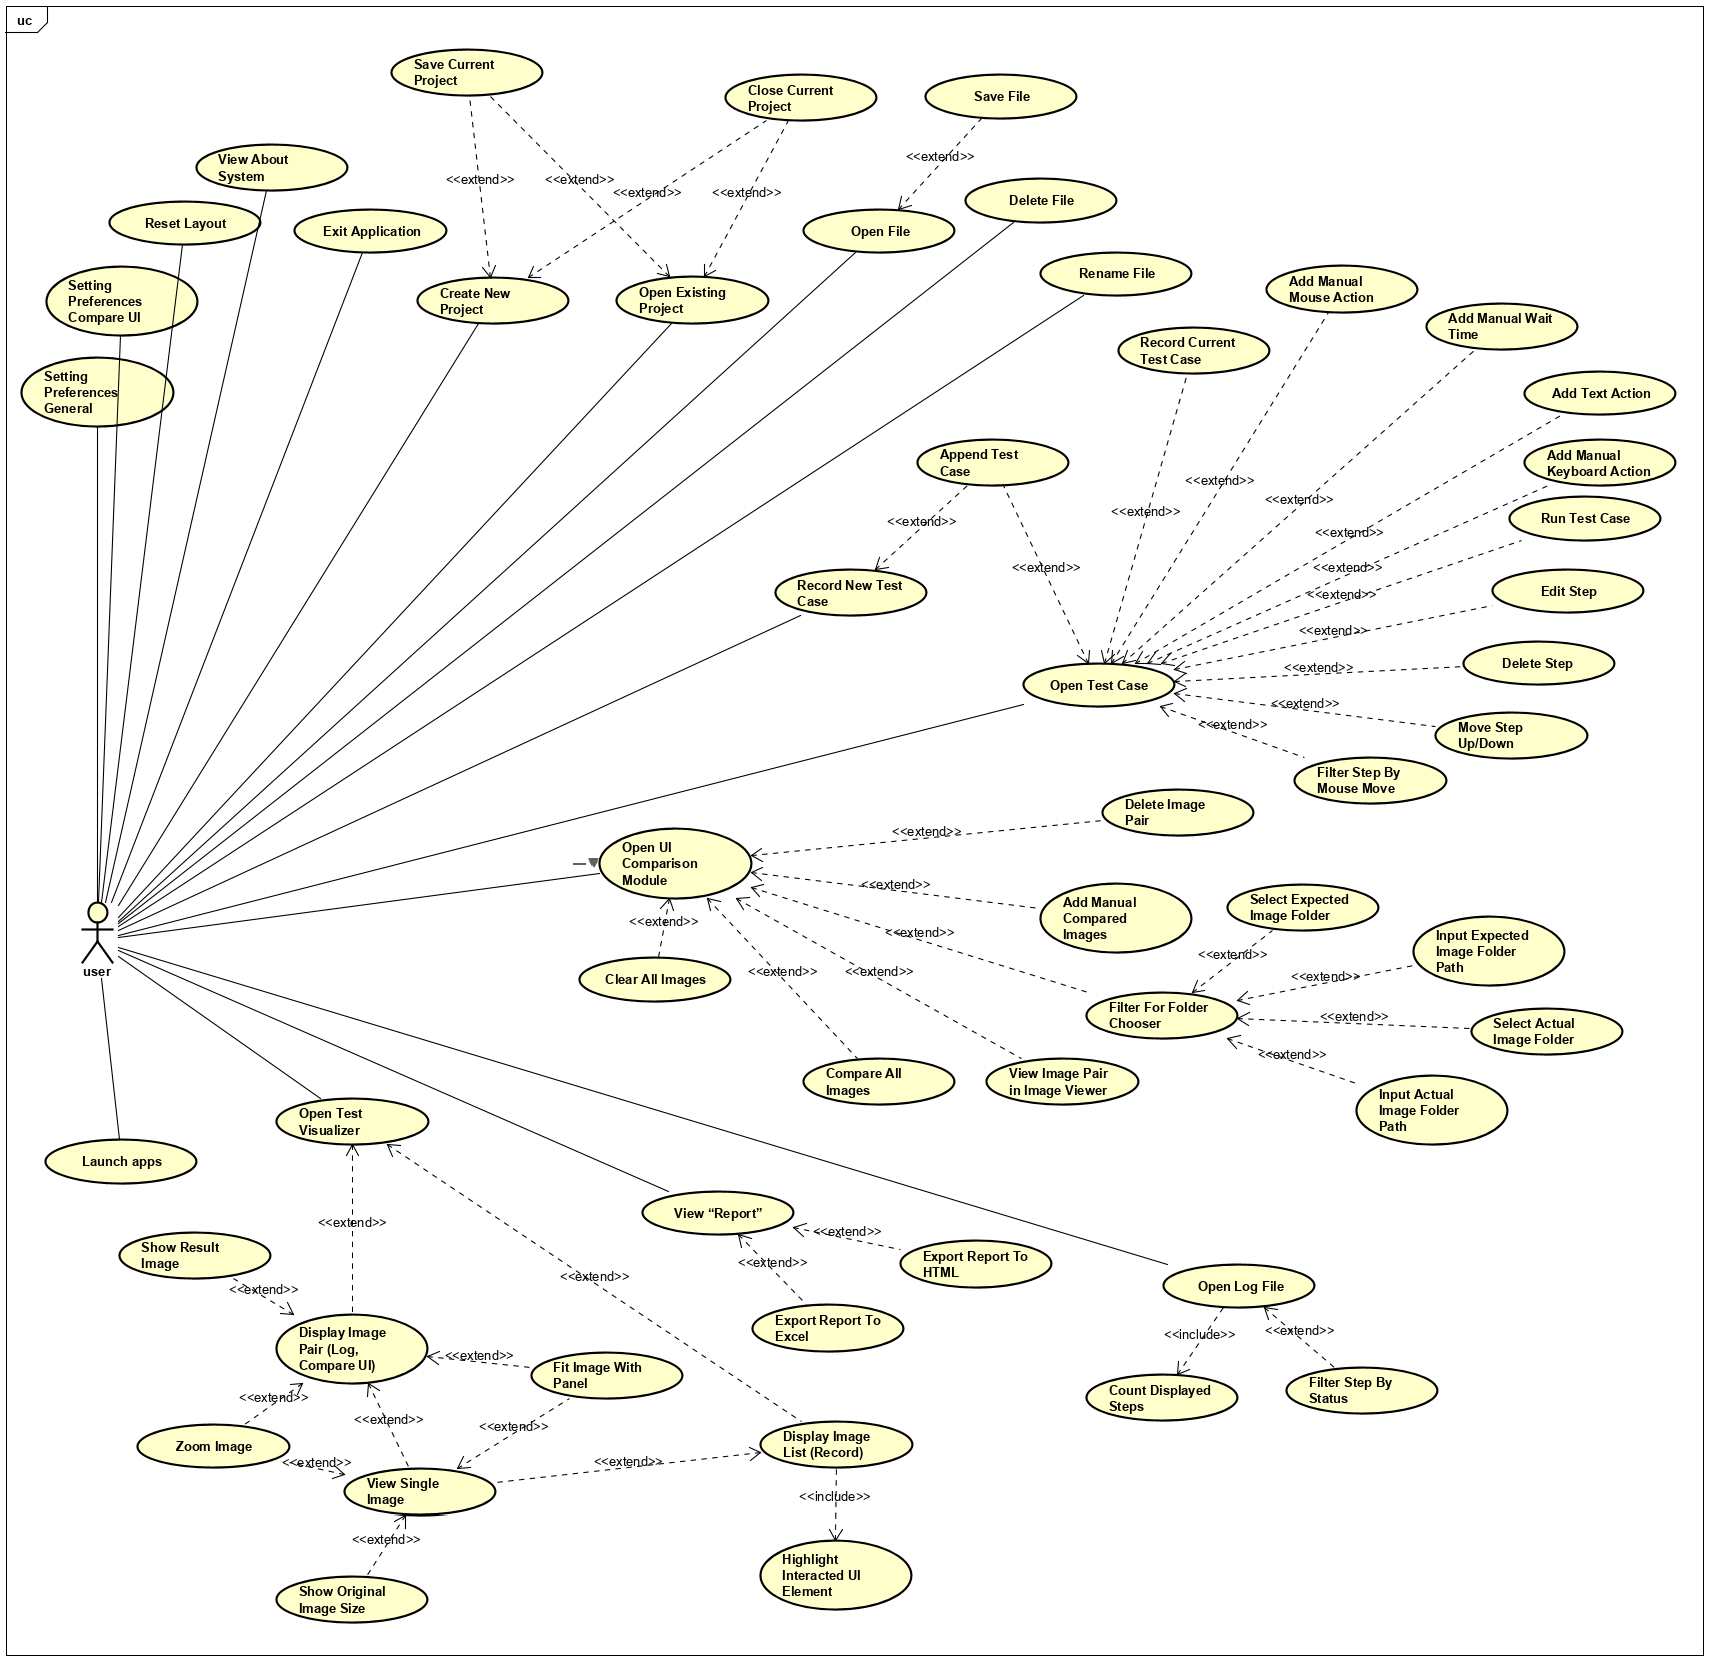 uc
Save Current
Project
Close Current
Project
Save File
View About
System
<<extend>>
<<extend>>
<<extend>>
<<extend>>
<<extend>>
Reset Layout
Exit Application
Open File
Delete File
Rename File
Setting
Preferences
Compare UI
Create New
Project
Open Existing
Project
Add Manual
Mouse Action
Add Manual Wait
Time
Record Current
Test Case
Setting
Preferences
General
Add Text Action
Append Test
Case
Add Manual
Keyboard Action
<<extend>>
<<extend>>
<<extend>>
<<extend>>
Run Test Case
<<extend>>
<<extend>>
<<extend>>
<<extend>>
Record New Test
Case
Edit Step
<<extend>>
<<extend>>
Delete Step
Open Test Case
<<extend>>
<<extend>>
Move Step
Up/Down
Filter Step By
Mouse Move
Delete Image
Pair
<<extend>>
Open UI
Comparison
Module
<<extend>>
Add Manual
Compared
Images
Select Expected
Image Folder
<<extend>>
<<extend>>
Input Expected
Image Folder
Path
<<extend>>
user
Clear All Images
<<extend>>
<<extend>>
<<extend>>
Filter For Folder
Chooser
<<extend>>
Select Actual
Image Folder
<<extend>>
Compare All
Images
View Image Pair
in Image Viewer
Input Actual
Image Folder
Path
Open Test
Visualizer
Launch apps
View “Report”
<<extend>>
<<extend>>
Show Result
Image
<<extend>>
Export Report To
HTML
<<extend>>
<<extend>>
Open Log File
Export Report To
Excel
<<include>>
<<extend>>
Display Image
Pair (Log,
Compare UI)
<<extend>>
Fit Image With
Panel
Count Displayed
Steps
Filter Step By
Status
<<extend>>
<<extend>>
<<extend>>
Zoom Image
Display Image
List (Record)
<<extend>>
<<extend>>
View Single
Image
<<include>>
<<extend>>
Highlight
Interacted UI
Element
Show Original
Image Size